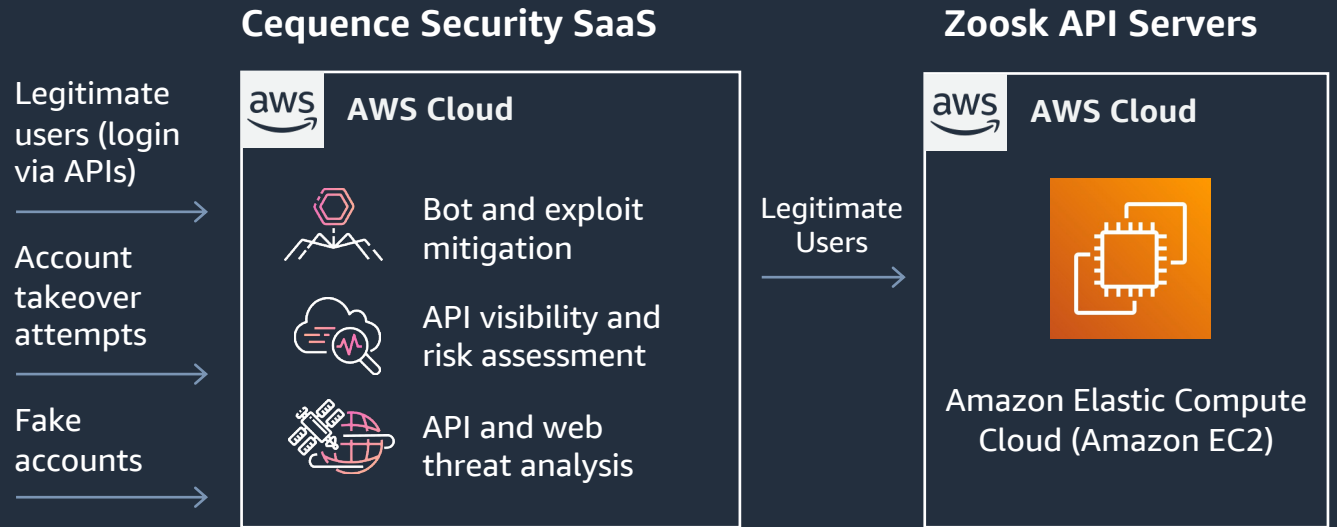 Cequence Security SaaS
Zoosk API Servers
Legitimate
users (login
via APIs)
Account
takeover
attempts
Fake
accounts
aws
AWS Cloud
Bot and exploit
mitigation
API visibility and
risk assessment
API and web
threat analysis
Legitimate
Users
aws
AWS Cloud
Amazon Elastic Compute
Cloud (Amazon EC2)